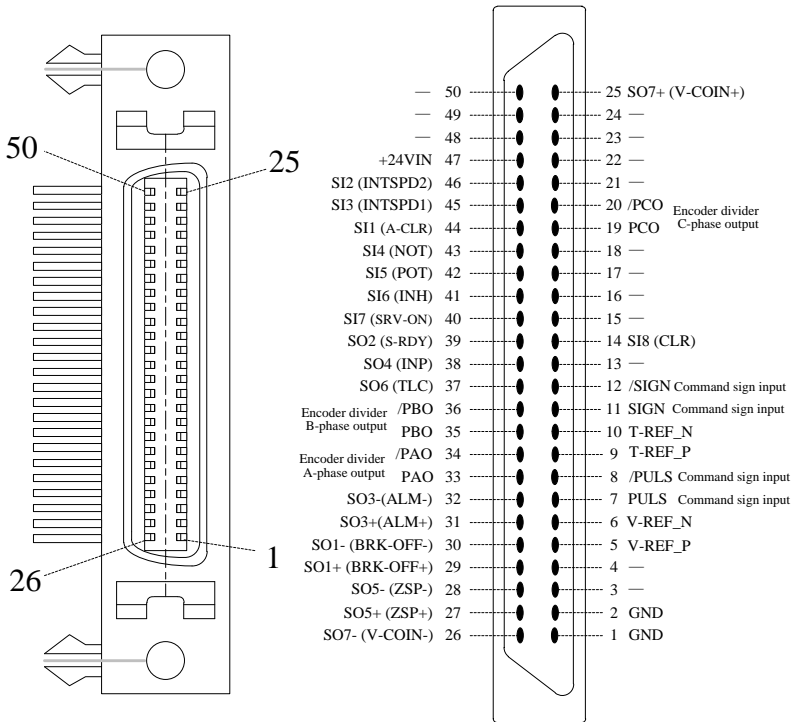 50
25
26
1
— 50
— 49
— 48
+24VIN 47
SI2 (INTSPD2) 46
SI3 (INTSPD1) 45
SI1 (A-CLR) 44
SI4 (NOT) 43
SI5 (POT) 42
SI6 (INH) 41
SI7 (SRV-ON) 40
SO2 (S-RDY) 39
SO4 (INP) 38
SO6 (TLC) 37
Encoder divider
B-phase output
/PBO 36
PBO 35
Encoder divider
A-phase output
/PAO 34
PAO 33
SO3-(ALM-) 32
SO3+(ALM+) 31
SO1- (BRK-OFF-) 30
SO1+ (BRK-OFF+) 29
SO5- (ZSP-) 28
SO5+ (ZSP+) 27
SO7- (V-COIN-) 26
25 SO7+ (V-COIN+)
24 —
23 —
22 —
21 —
20 /PCO
19 PCO
Encoder divider
C-phase output
18 —
17 —
16 —
15 —
14 SI8 (CLR)
13 —
12 /SIGN Command sign input
11 SIGN Command sign input
10 T-REF_N
9 T-REF_P
8 /PULS Command sign input
7 PULS Command sign input
6 V-REF_N
5 V-REF_P
4 —
3 —
2 GND
1 GND